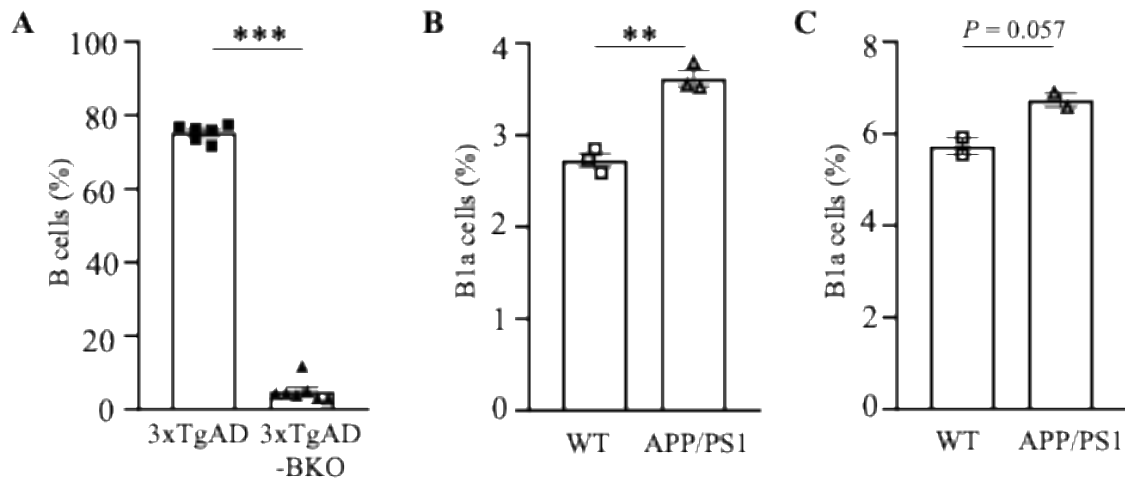 A
B cells (%)
100
80
60
40
20
0
***
3xTgAD
3xTgAD
-BKO
B
B1a cells (%)
4
3
2
1
0
**
WT
APP/PS1
C
B1a cells (%)
8
6
4
2
0
P = 0.057
WT
APP/PS1